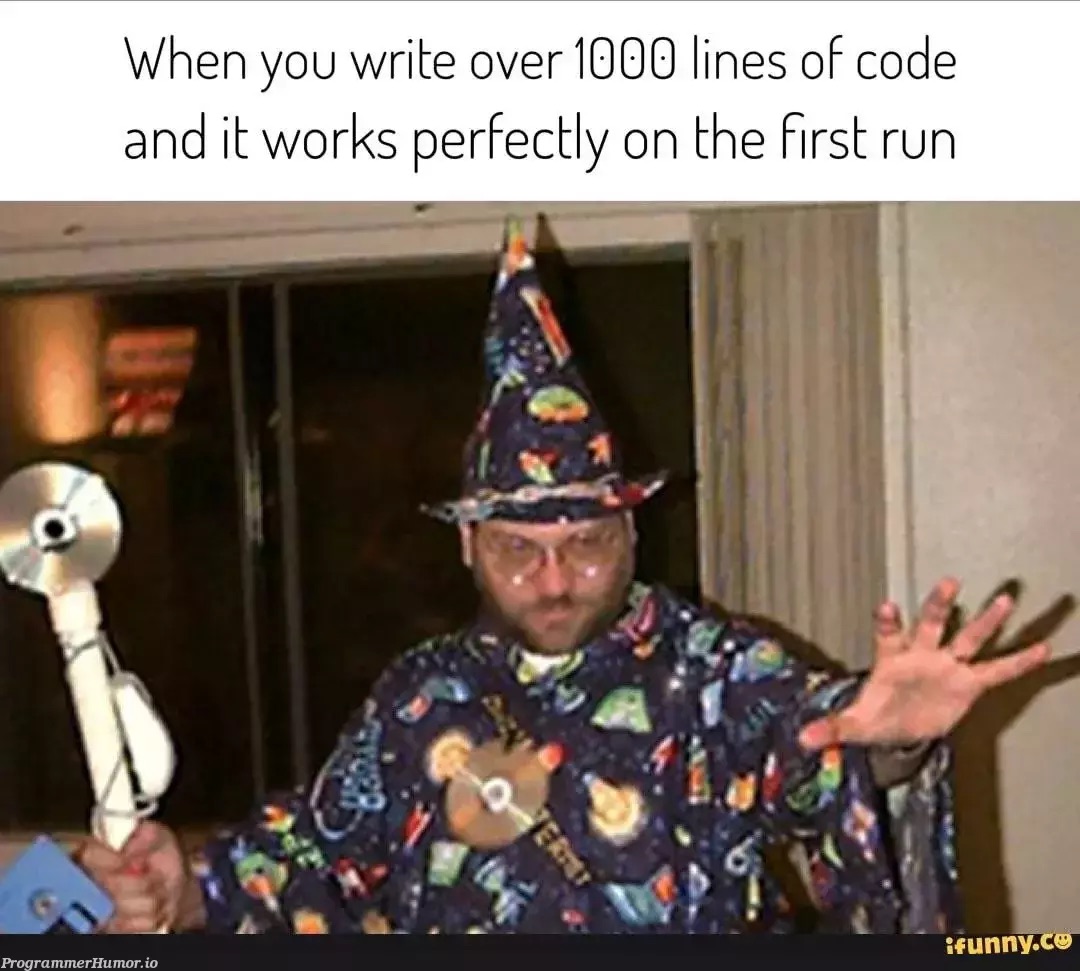 When you write over 1000 lines of code
and it works perfectly on the first run
ifunny.co
ProgrammerHumor.io